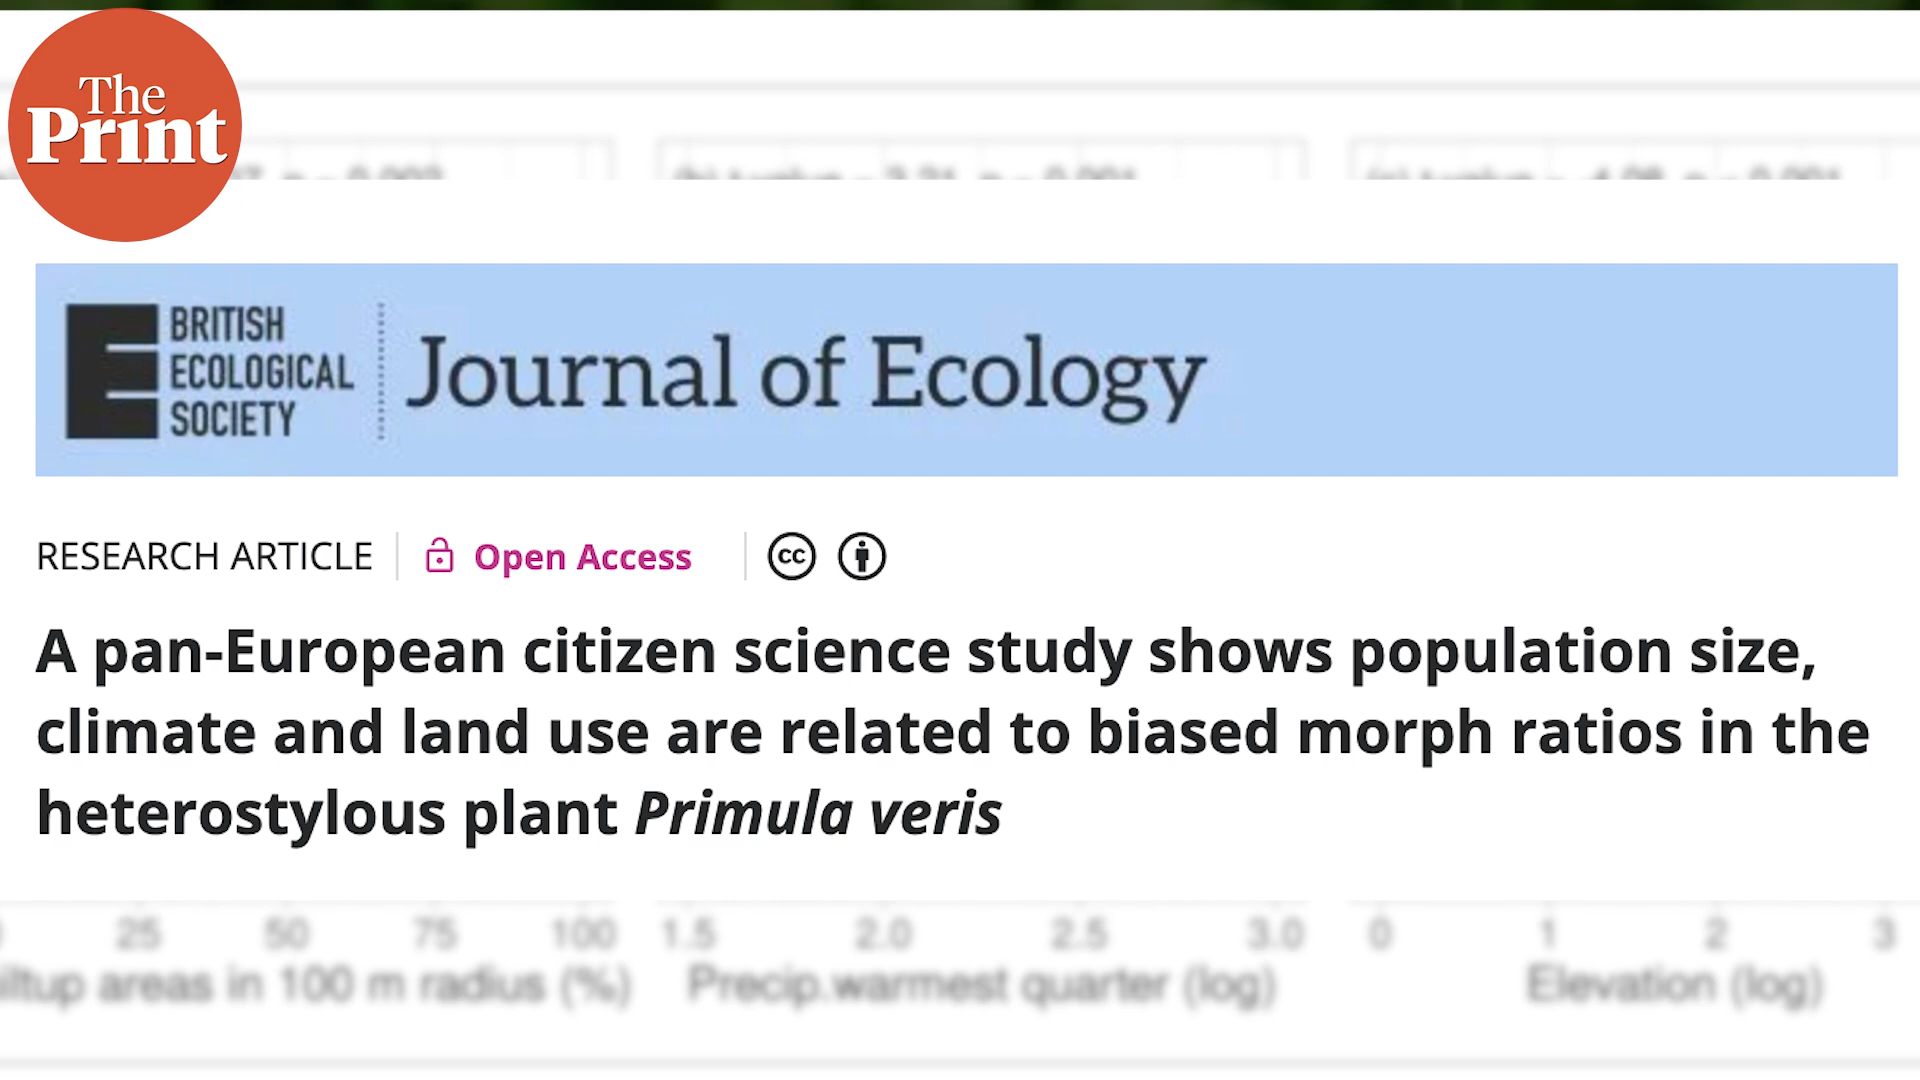 The
Print
BRITISH
ECOLOGICAL
SOCIETY
Journal of Ecology
RESEARCH ARTICLE
Open Access
cc
A pan-European citizen science study shows population size,
climate and land use are related to biased morph ratios in the
heterostylous plant Primula veris
25 50 75 100 1.5 2.0 2.5 3.0 0 1 2 3
areas in 100 m radius (%) Precip.warmest quarter (log) Elevation (log)